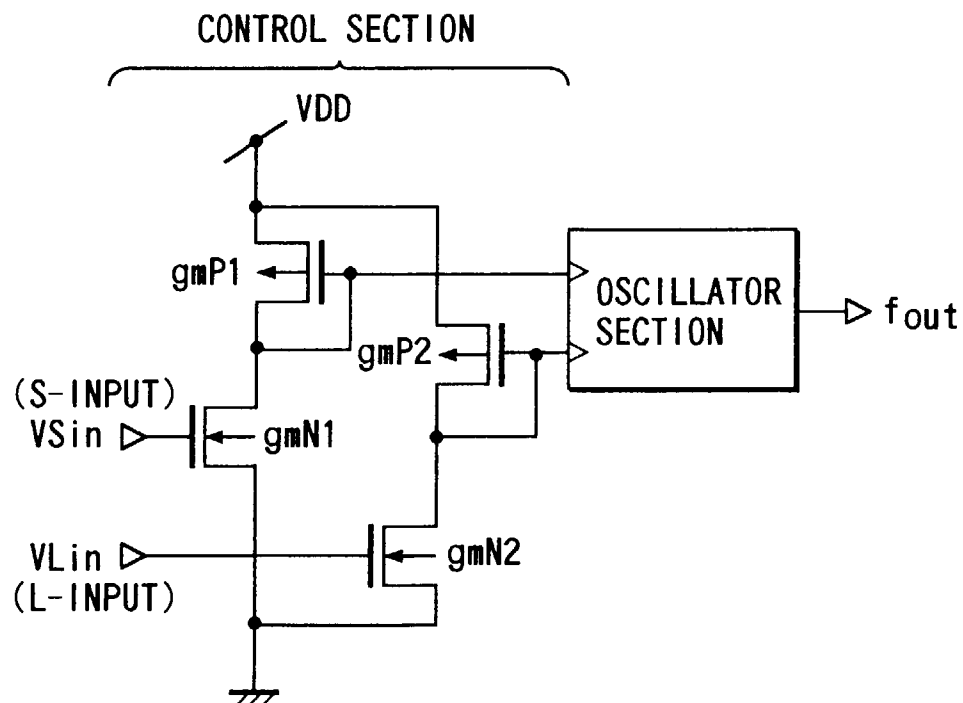 CONTROL SECTION
VDD
gmP1
OSCILLATOR
SECTION
fout
gmP2
(S-INPUT)
VSin
gmN1
VLin
gmN2
(L-INPUT)